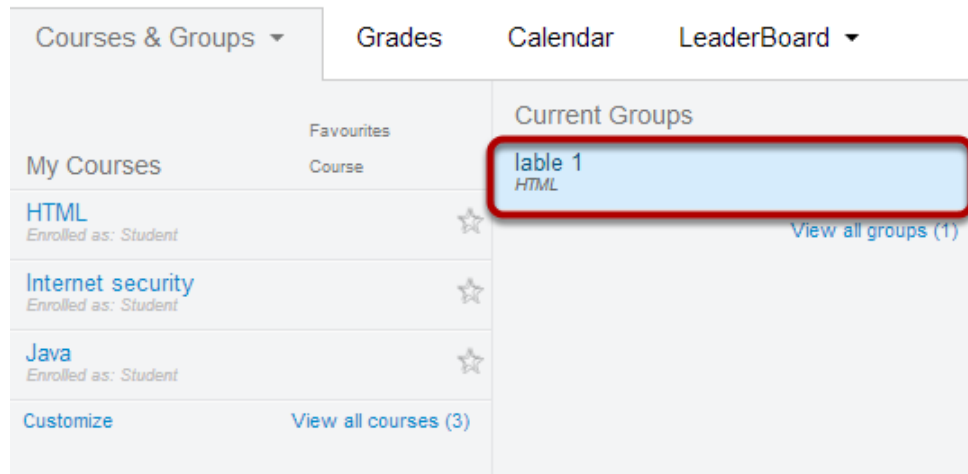 Courses & Groups Grades Calendar LeaderBoard
My Courses
Favourites
Course
HTML
Enrolled as: Student
Internet security
Enrolled as: Student
Java
Enrolled as: Student
Customize View all courses (3)
Current Groups
lable 1
HTML
View all groups (1)